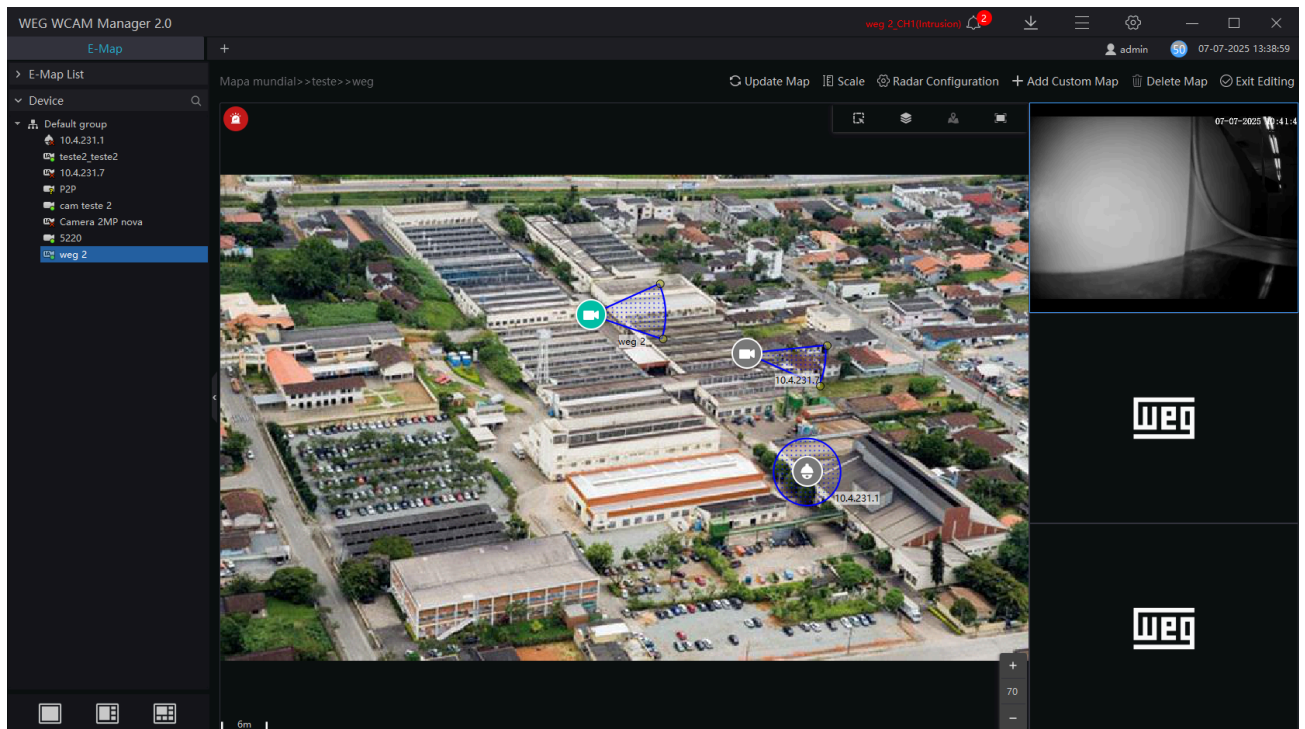 WEG WCAM Manager 2.0
weg 2_CH1(Intrusion) 2
E-Map +
admin 50 07-07-2025 13:38:59
E-Map List
Device
Default group
10.4.231.1
teste2_teste2
10.4.231.7
P2P
cam teste 2
Camera 2MP nova
5220
weg 2
Mapa mundial>>teste>>weg
Update Map Scale Radar Configuration + Add Custom Map Delete Map Exit Editing
weg 2_
10.4.231.7
10.4.231.1
+
70
−
6m
07-07-2025
weg
weg